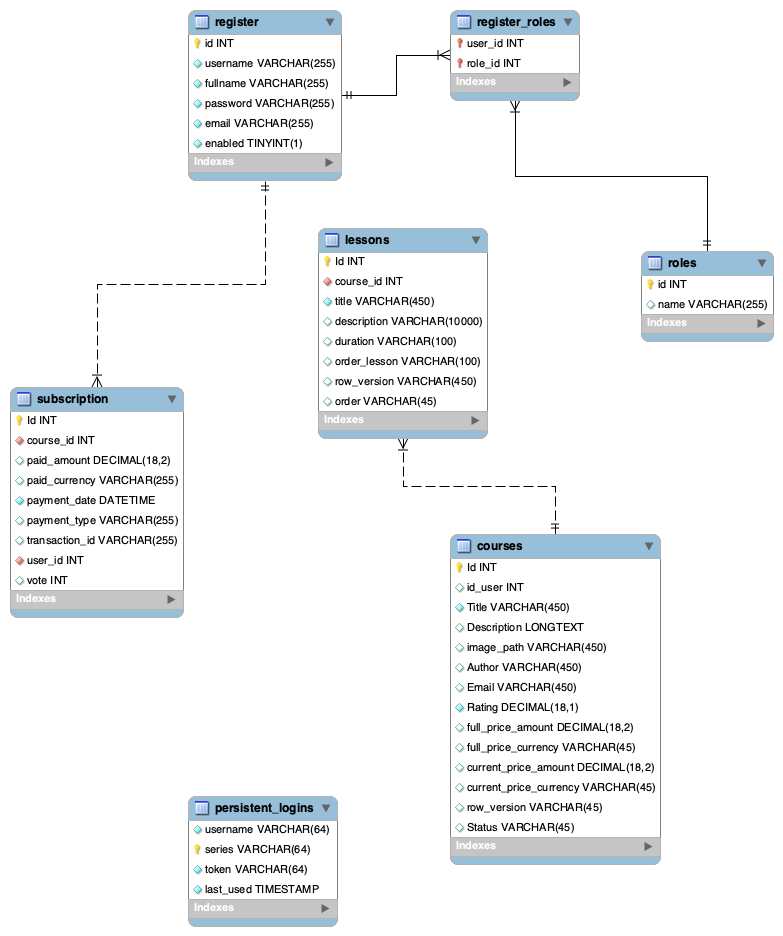 register
id INT
username VARCHAR(255)
fullname VARCHAR(255)
password VARCHAR(255)
email VARCHAR(255)
enabled TINYINT(1)
Indexes
register_roles
user_id INT
role_id INT
Indexes
lessons
Id INT
course_id INT
title VARCHAR(450)
description VARCHAR(10000)
duration VARCHAR(100)
order_lesson VARCHAR(100)
row_version VARCHAR(450)
order VARCHAR(45)
Indexes
roles
id INT
name VARCHAR(255)
Indexes
subscription
Id INT
course_id INT
paid_amount DECIMAL(18,2)
paid_currency VARCHAR(255)
payment_date DATETIME
payment_type VARCHAR(255)
transaction_id VARCHAR(255)
user_id INT
vote INT
Indexes
courses
Id INT
id_user INT
Title VARCHAR(450)
Description LONGTEXT
image_path VARCHAR(450)
Author VARCHAR(450)
Email VARCHAR(450)
Rating DECIMAL(18,1)
full_price_amount DECIMAL(18,2)
full_price_currency VARCHAR(45)
current_price_amount DECIMAL(18,2)
current_price_currency VARCHAR(45)
row_version VARCHAR(45)
Status VARCHAR(45)
Indexes
persistent_logins
username VARCHAR(64)
series VARCHAR(64)
token VARCHAR(64)
last_used TIMESTAMP
Indexes